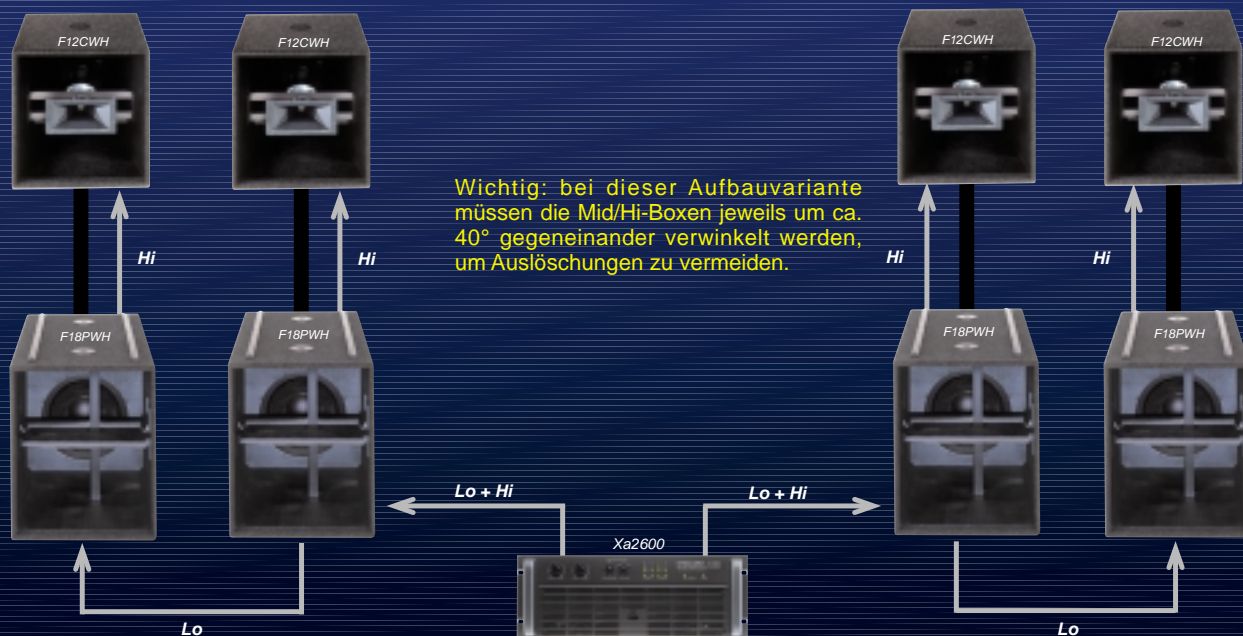 F12CWH
F12CWH
F12CWH
F12CWH
Wichtig: bei dieser Aufbauvariante
müssen die Mid/Hi-Boxen jeweils um ca.
40° gegeneinander verwinkelt werden,
um Auslöschungen zu vermeiden.
Hi
Hi
Hi
Hi
F18PWH
F18PWH
F18PWH
F18PWH
Lo + Hi
Lo + Hi
Xa2600
Lo
Lo